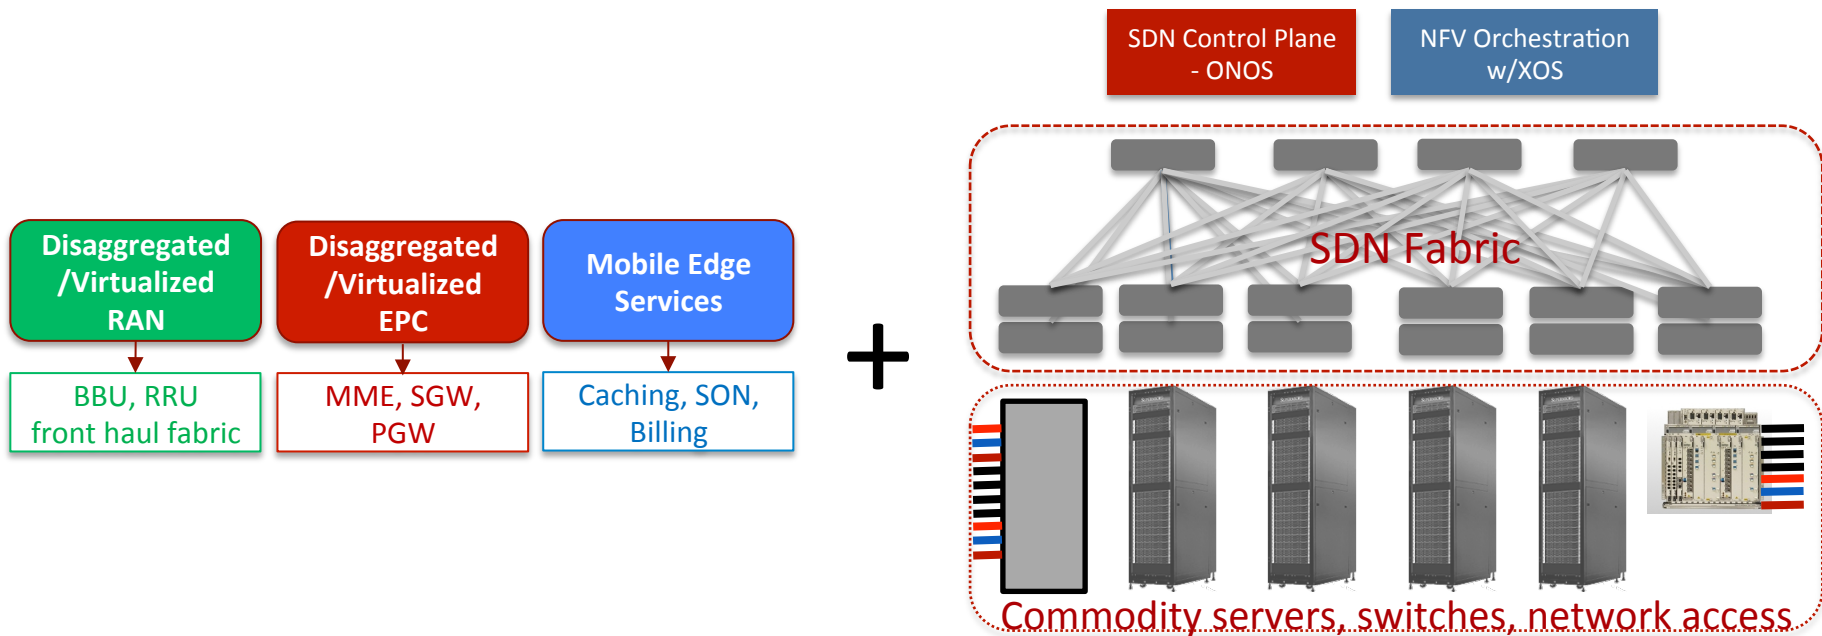 SDN Control Plane
- ONOS
NFV Orchestration
w/XOS
Disaggregated
/Virtualized
RAN
Disaggregated
/Virtualized
EPC
Mobile Edge
Services
BBU, RRU
front haul fabric
MME, SGW,
PGW
Caching, SON,
Billing
+
SDN Fabric
Commodity servers, switches, network access